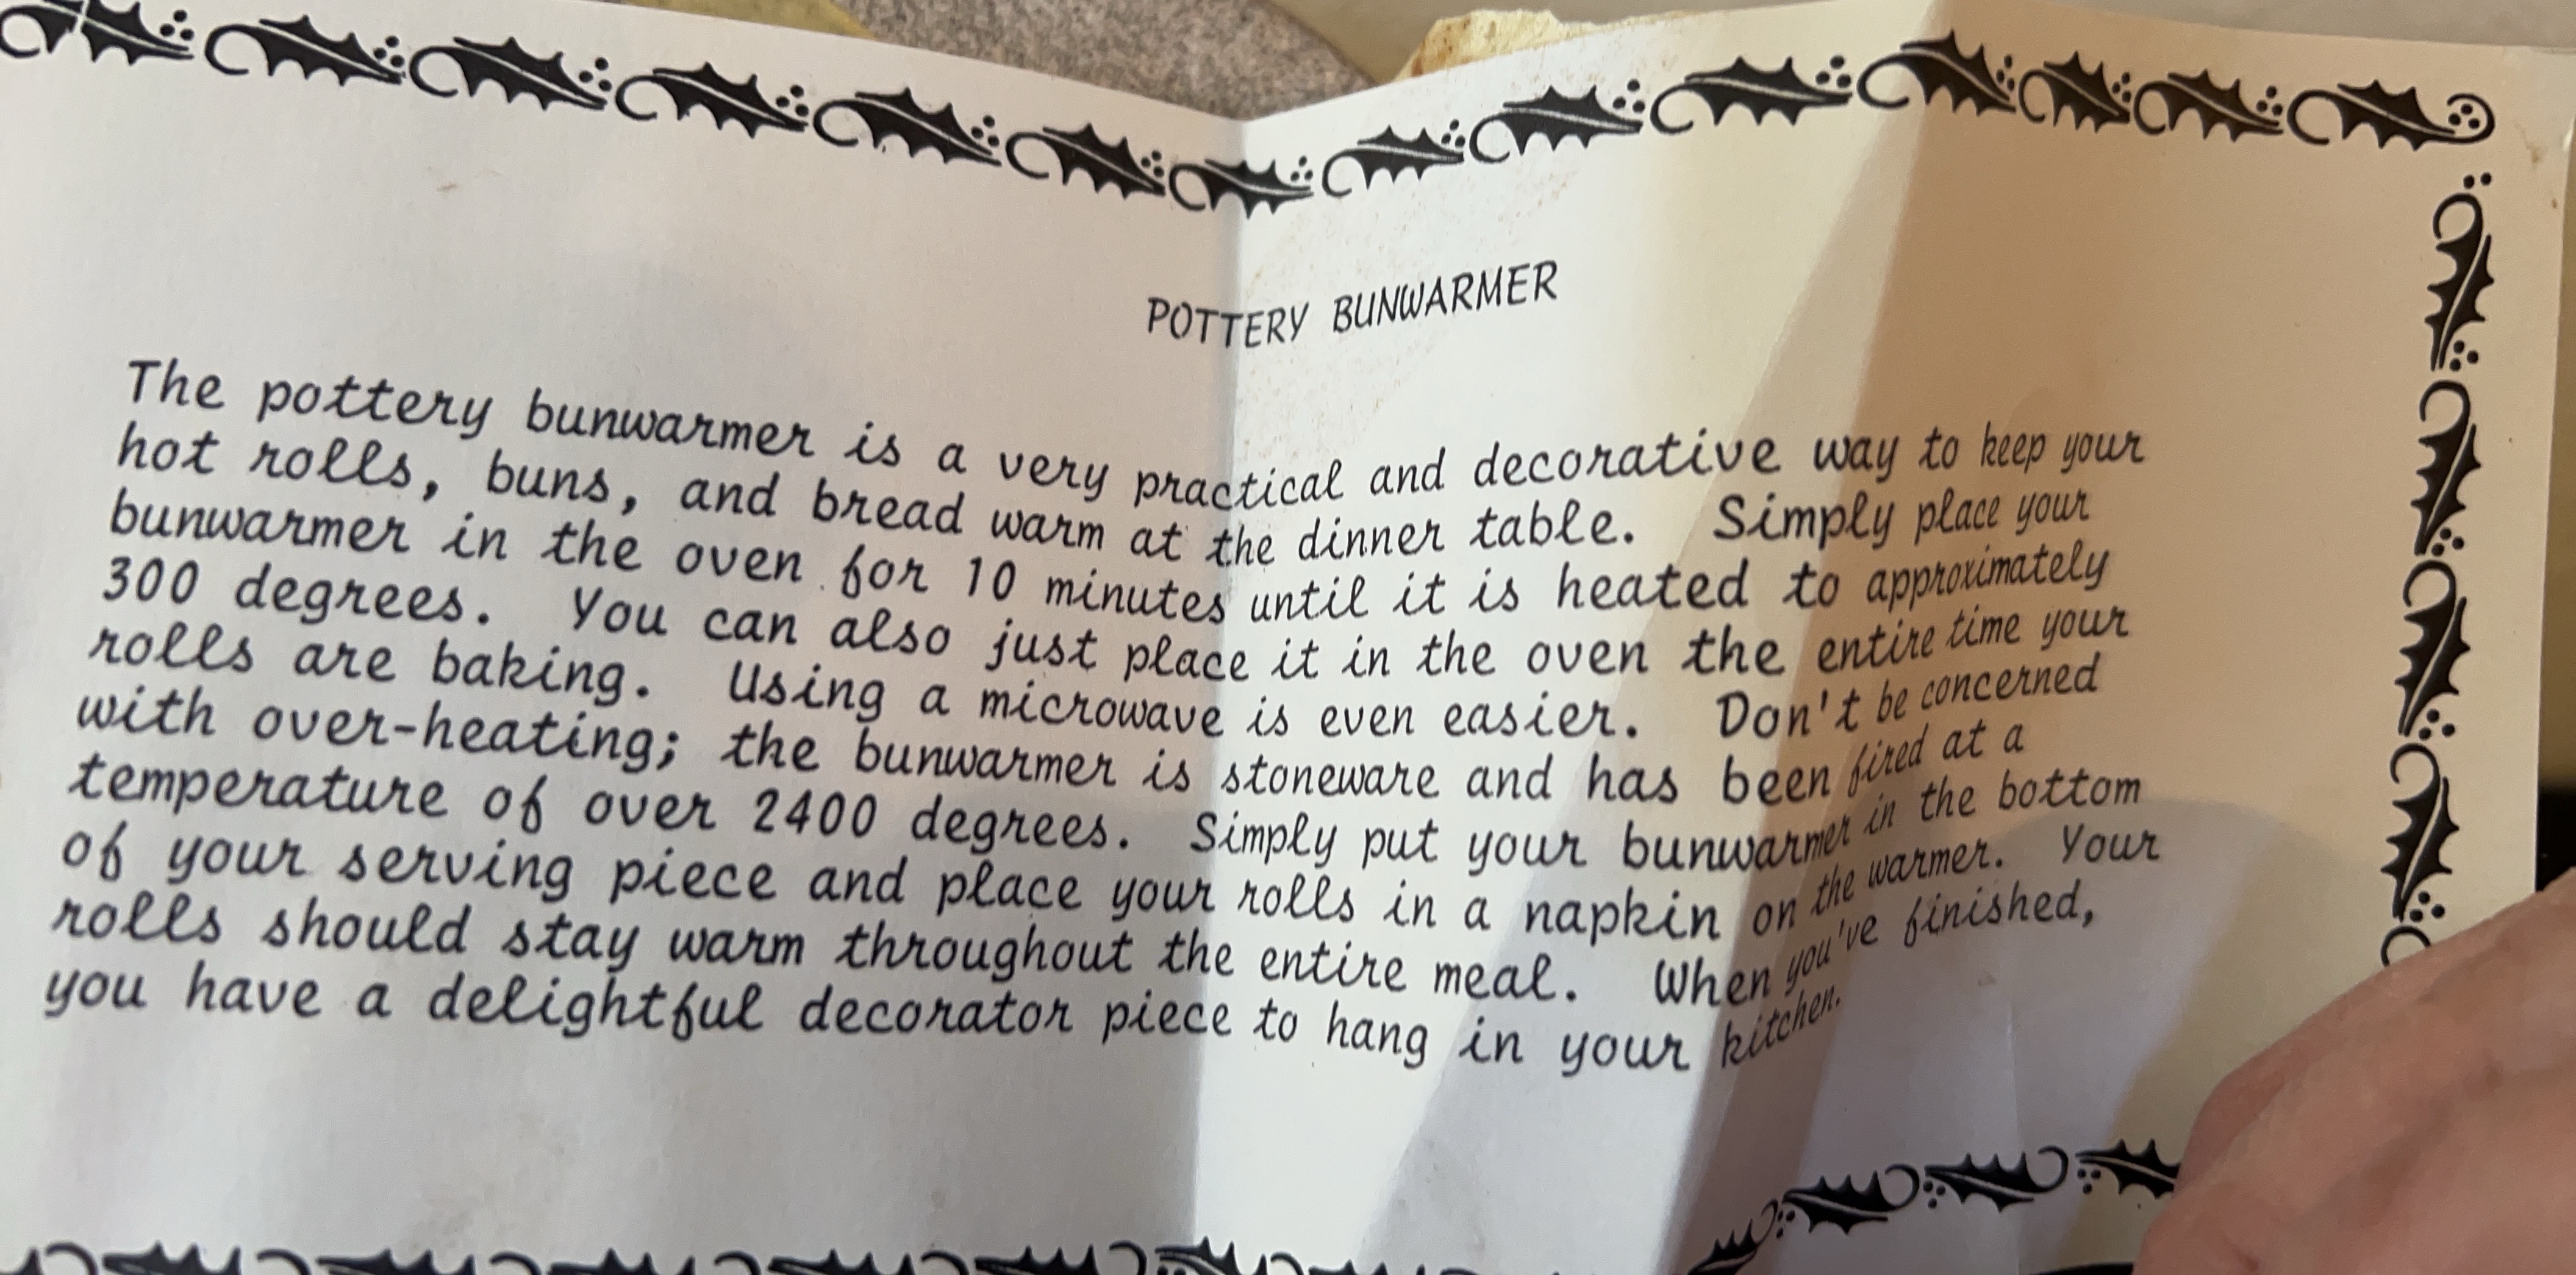 POTTERY BUNWARMER
The pottery bunwarmer is a very practical and decorative way to keep your
hot rolls, buns, and bread warm at the dinner table. Simply place your
bunwarmer in the oven for 10 minutes until it is heated to approximately
300 degrees. You can also just place it in the oven the entire time your
rolls are baking. Using a microwave is even easier. Don't be concerned
with over-heating; the bunwarmer is stoneware and has been fired at a
temperature of over 2400 degrees. Simply put your bunwarmer in the bottom
of your serving piece and place your rolls in a napkin on the warmer. Your
rolls should stay warm throughout the entire meal. When you've finished,
you have a delightful decorator piece to hang in your kitchen.